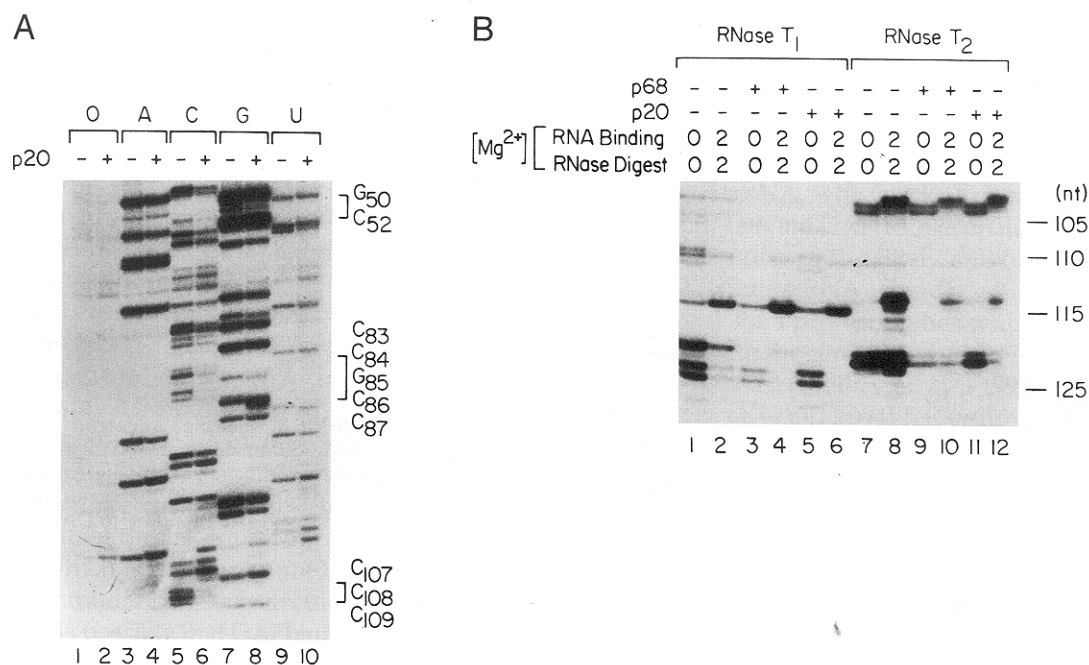 A
O A C G U
p20 - + - + - + - + - +
G50
C52
C83
C84
G85
C86
C87
C107
C108
C109
1 2 3 4 5 6 7 8 9 10
B
RNase T1 RNase T2
p68 - - + + - - - - + + - -
p20 - - - - + + - - - - + +
[Mg2+] RNA Binding 0 2 0 2 0 2 0 2 0 2 0 2
RNase Digest 0 2 0 2 0 2 0 2 0 2 0 2
(nt)
105
110
115
125
1 2 3 4 5 6 7 8 9 10 11 12